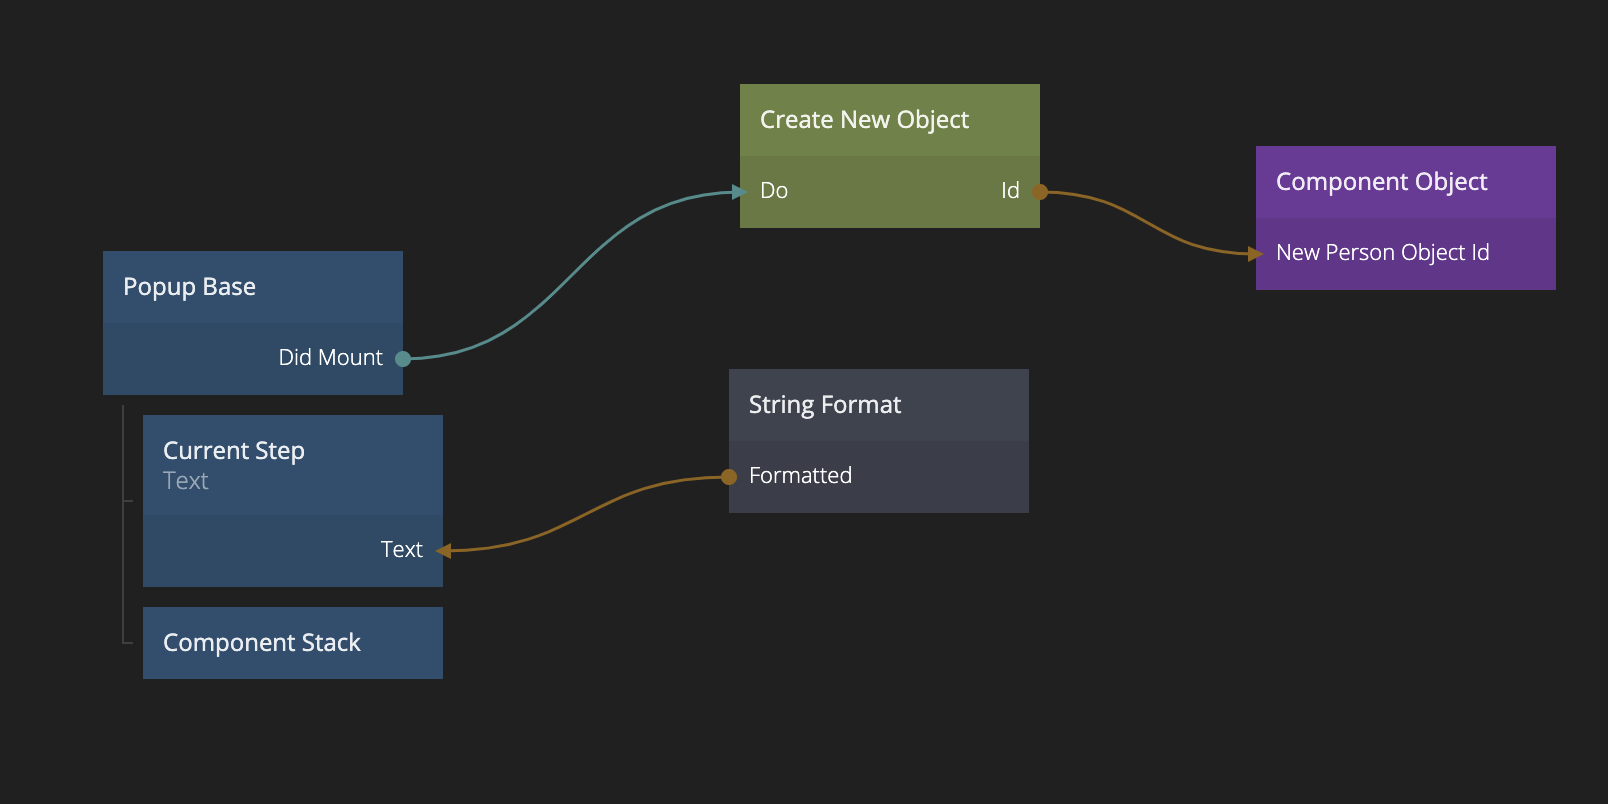 Create New Object
Do
Id
Component Object
New Person Object Id
Popup Base
Did Mount
String Format
Formatted
Current Step
Text
Text
Component Stack